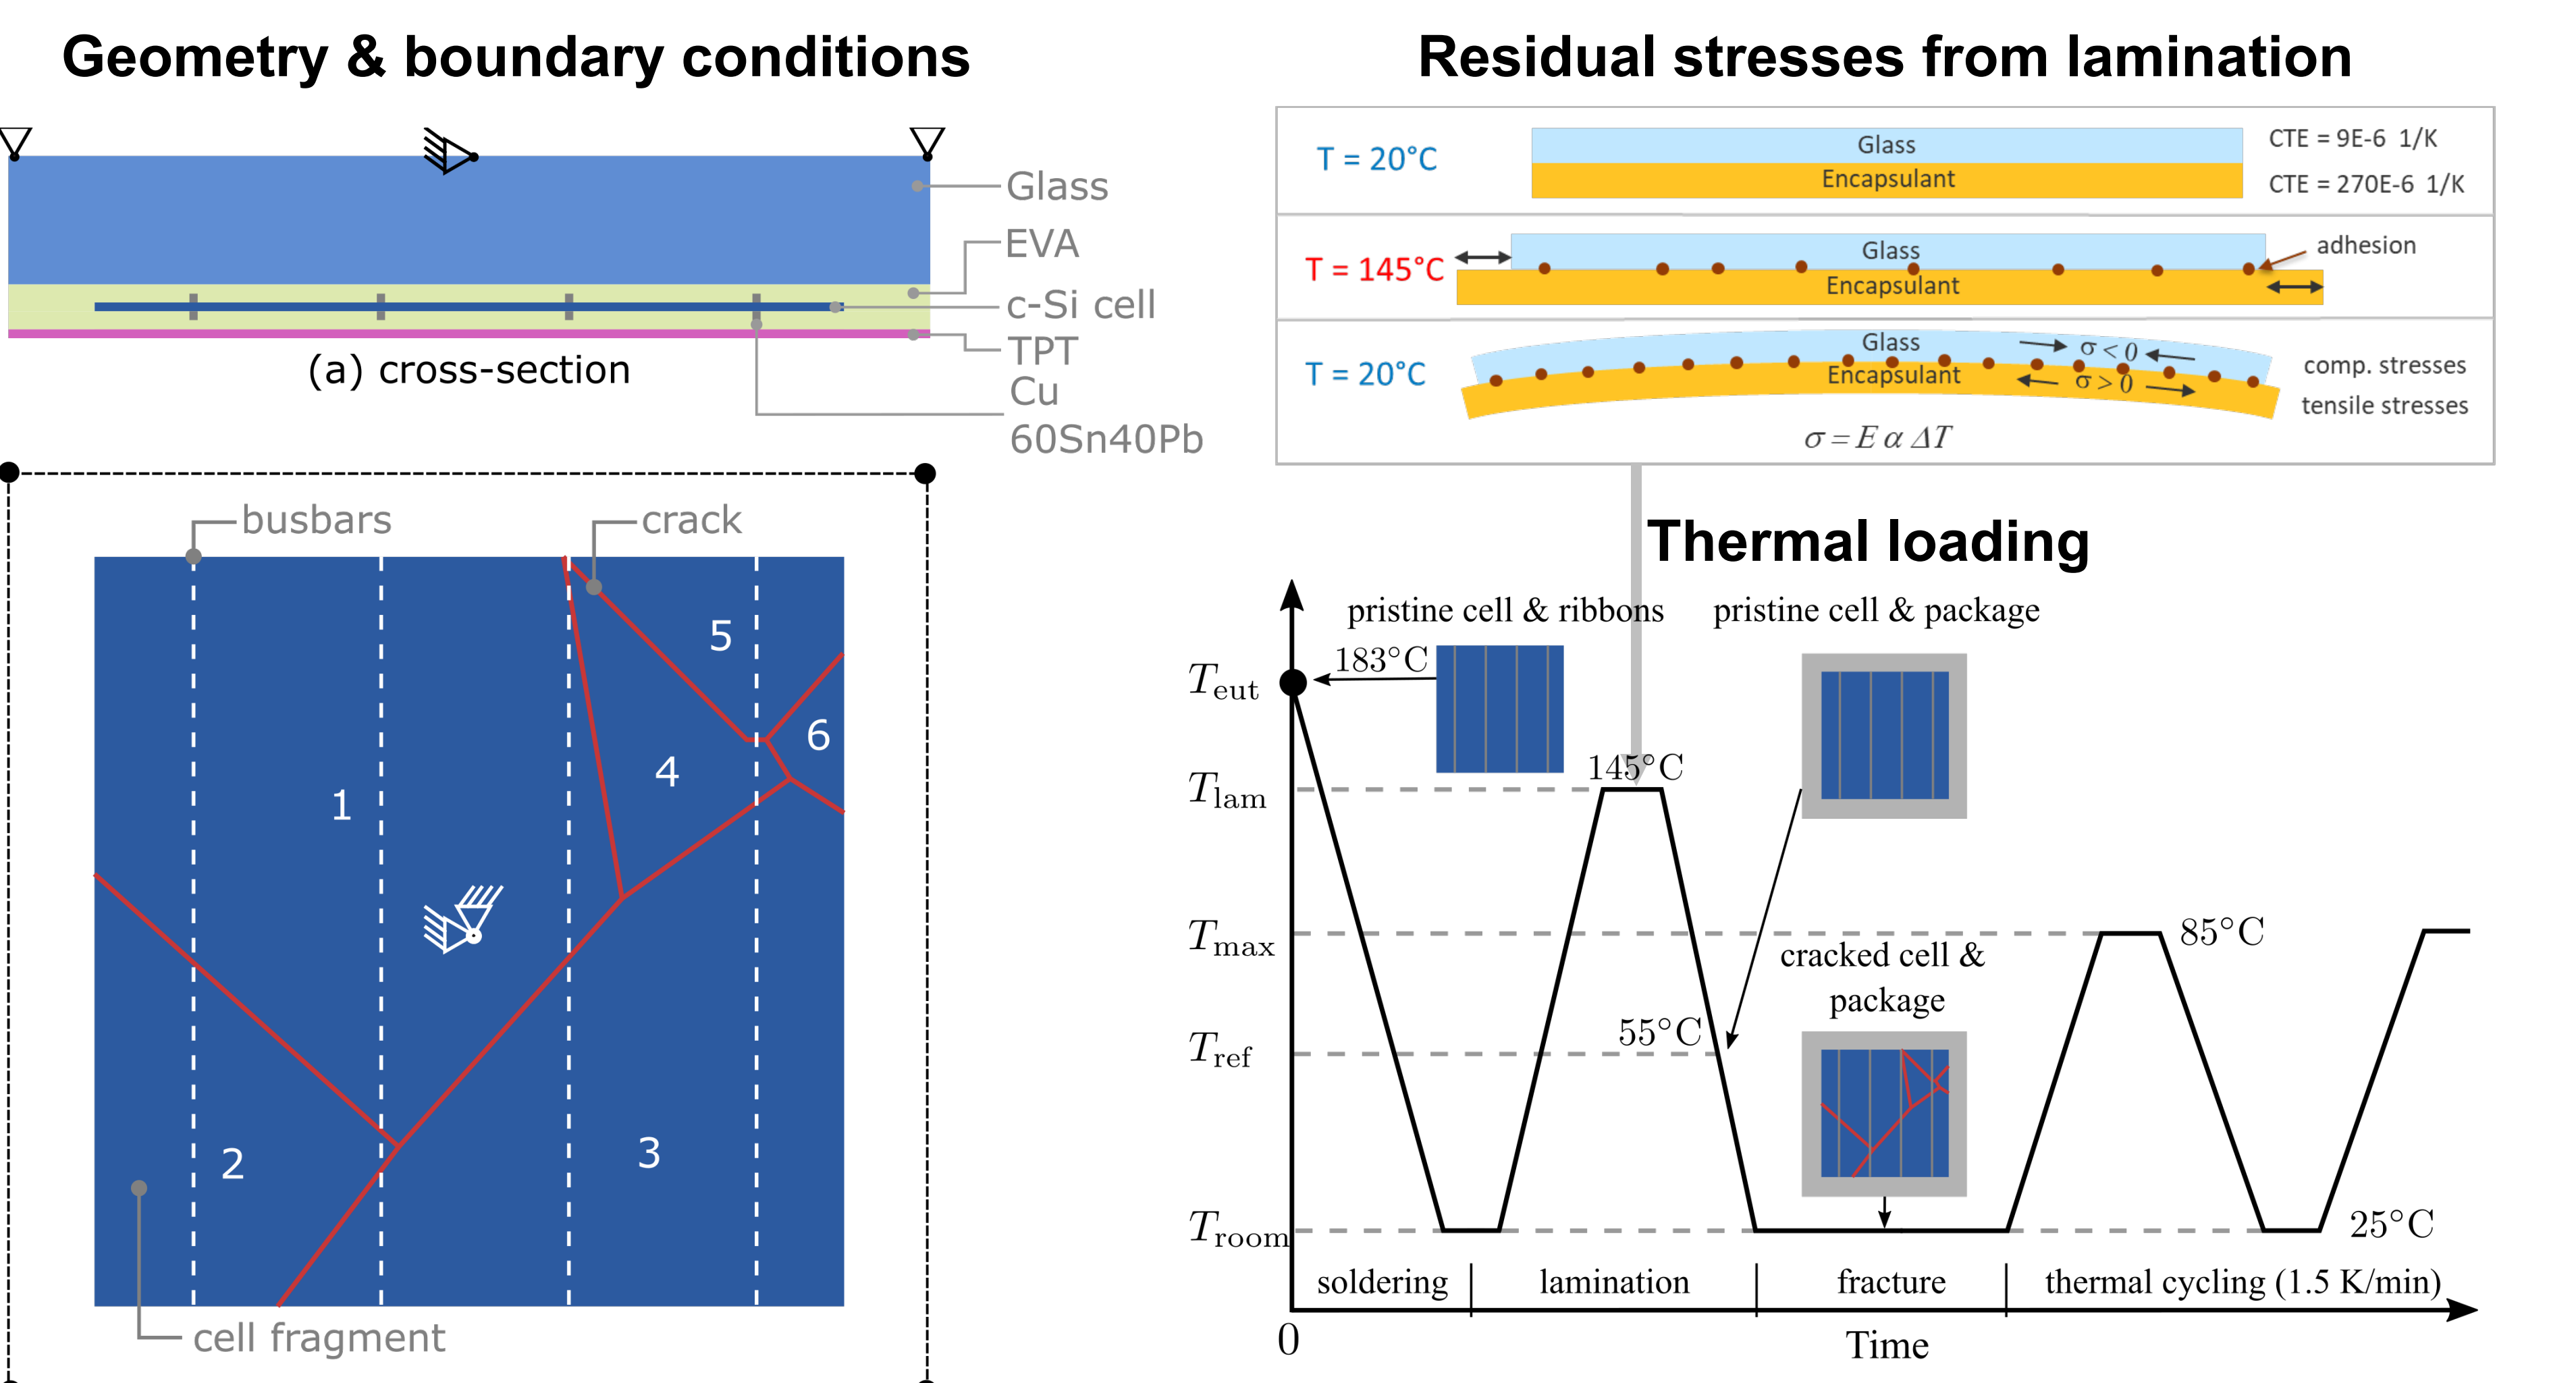 Geometry & boundary conditions
Glass
EVA
c-Si cell
TPT
Cu
60Sn40Pb
(a) cross-section
busbars
crack
1
2
3
4
5
6
cell fragment
Residual stresses from lamination
T = 20°C
Glass
Encapsulant
CTE = 9E-6 1/K
CTE = 270E-6 1/K
T = 145°C
Glass
Encapsulant
adhesion
T = 20°C
Glass
Encapsulant
σ < 0
σ > 0
comp. stresses
tensile stresses
σ = E α ΔT
Thermal loading
pristine cell & ribbons
pristine cell & package
183°C
T_eut
145°C
T_lam
T_max
85°C
cracked cell &
package
55°C
T_ref
T_room
25°C
soldering
lamination
fracture
thermal cycling (1.5 K/min)
0
Time